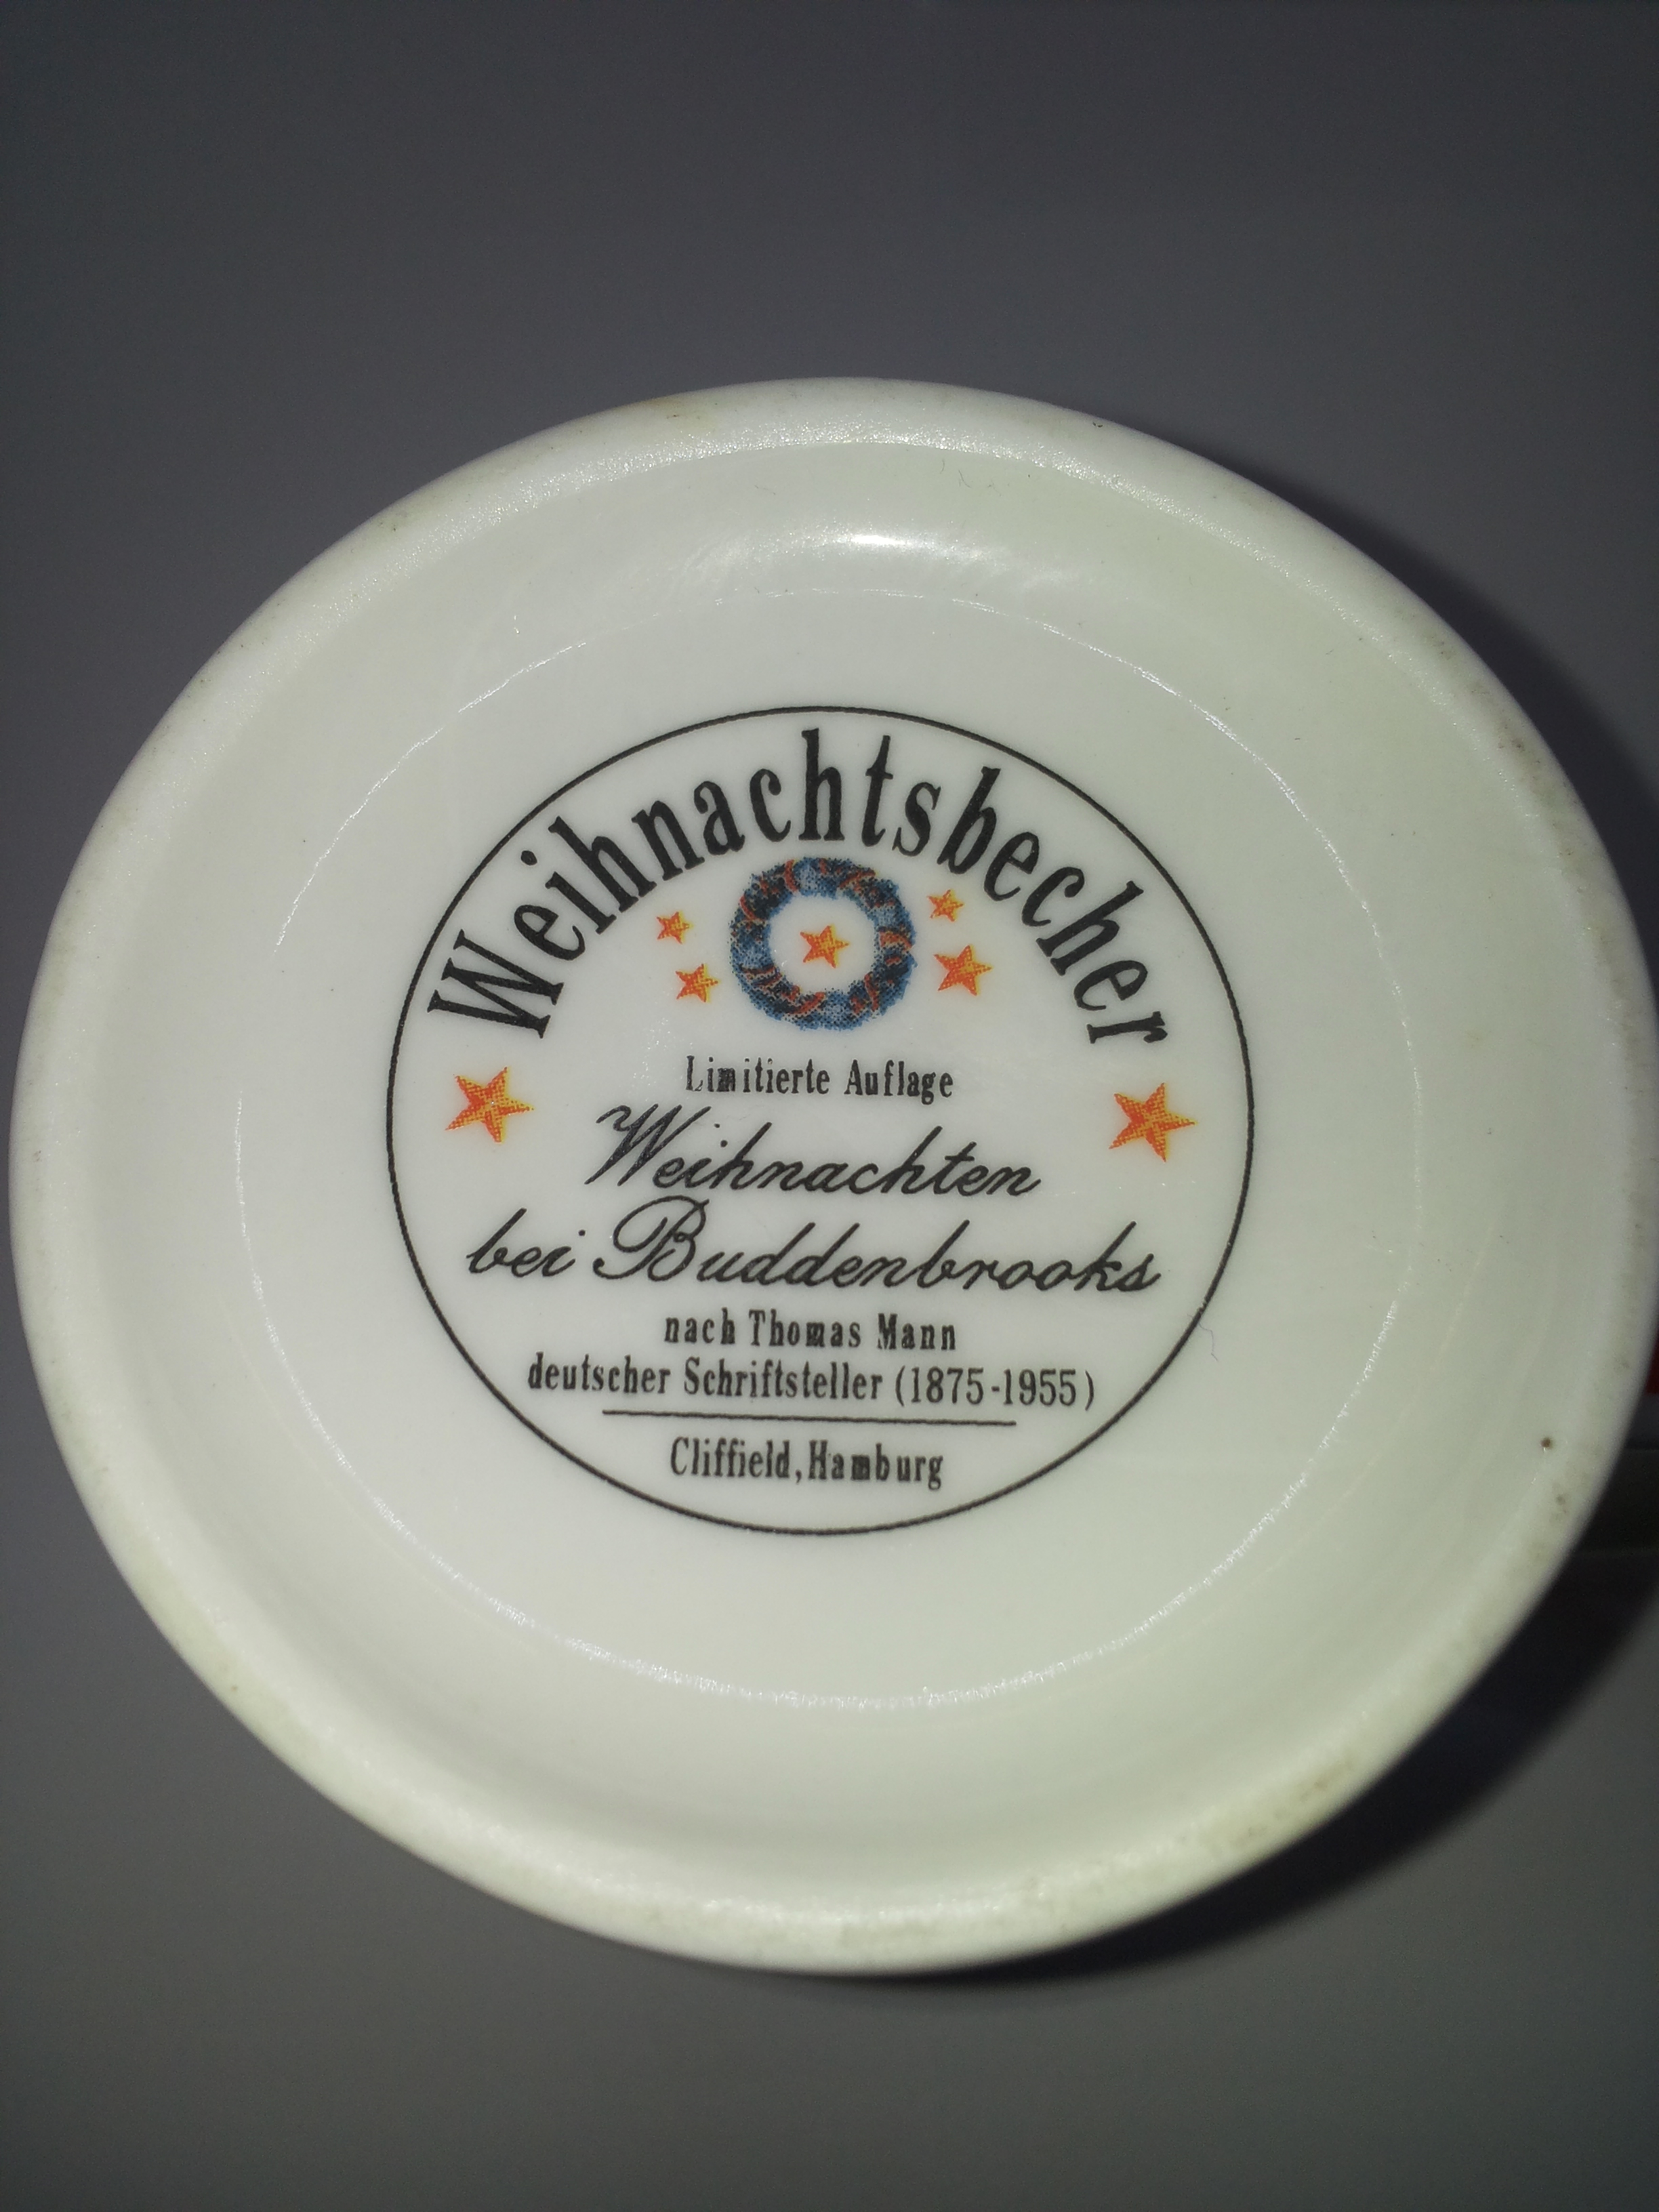 Weihnachtsbecher
Limitierte Auflage
Weihnachten
bei Buddenbrooks
nach Thomas Mann
deutscher Schriftsteller (1875-1955)
Cliffield, Hamburg